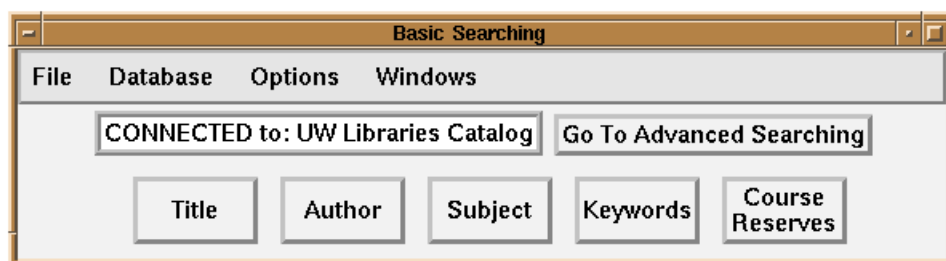 Basic Searching
File Database Options Windows
CONNECTED to: UW Libraries Catalog Go To Advanced Searching
Title Author Subject Keywords Course
Reserves